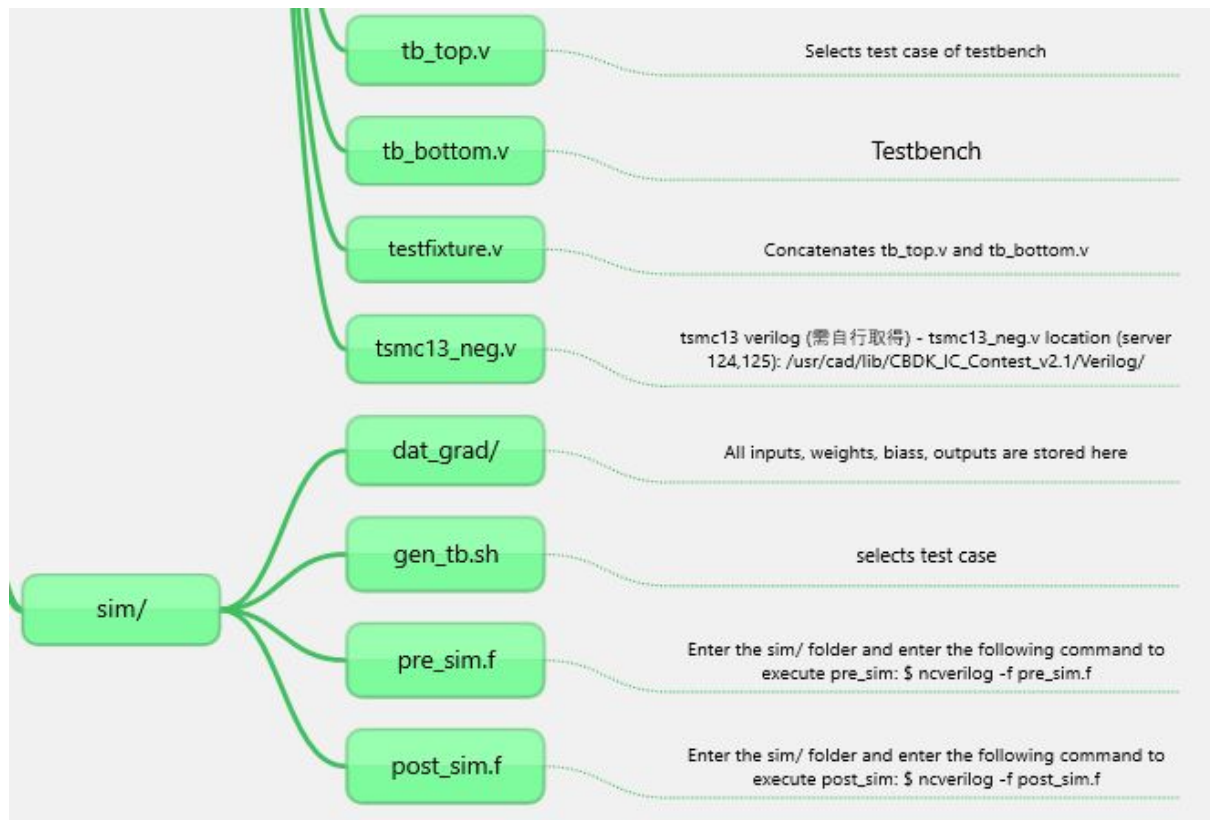 tb_top.v
Selects test case of testbench
tb_bottom.v
Testbench
testfixture.v
Concatenates tb_top.v and tb_bottom.v
tsmc13_neg.v
tsmc13 verilog (需自行取得) - tsmc13_neg.v location (server
124,125): /usr/cad/lib/CBDK_IC_Contest_v2.1/Verilog/
dat_grad/
All inputs, weights, biass, outputs are stored here
gen_tb.sh
selects test case
sim/
pre_sim.f
Enter the sim/ folder and enter the following command to
execute pre_sim: $ ncverilog -f pre_sim.f
post_sim.f
Enter the sim/ folder and enter the following command to
execute post_sim: $ ncverilog -f post_sim.f